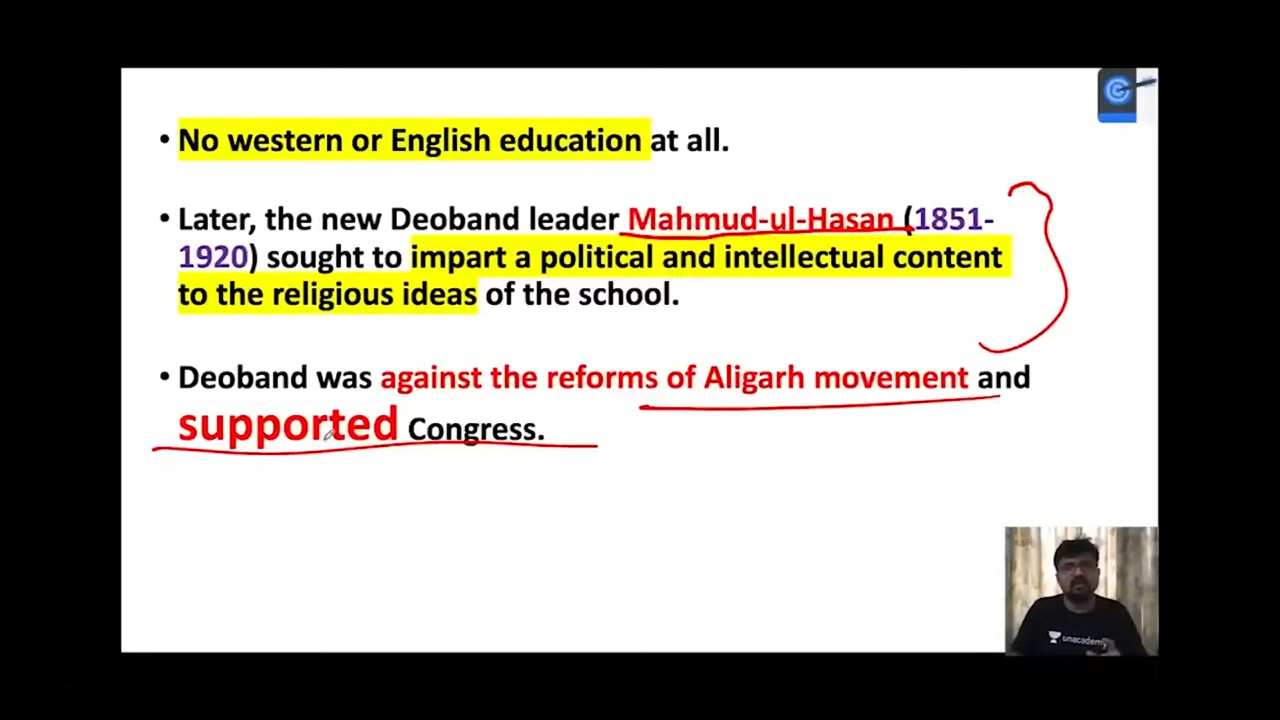 • No western or English education at all.
• Later, the new Deoband leader Mahmud-ul-Hasan (1851-
1920) sought to impart a political and intellectual content
to the religious ideas of the school.
• Deoband was against the reforms of Aligarh movement and
supported Congress.
unacademy